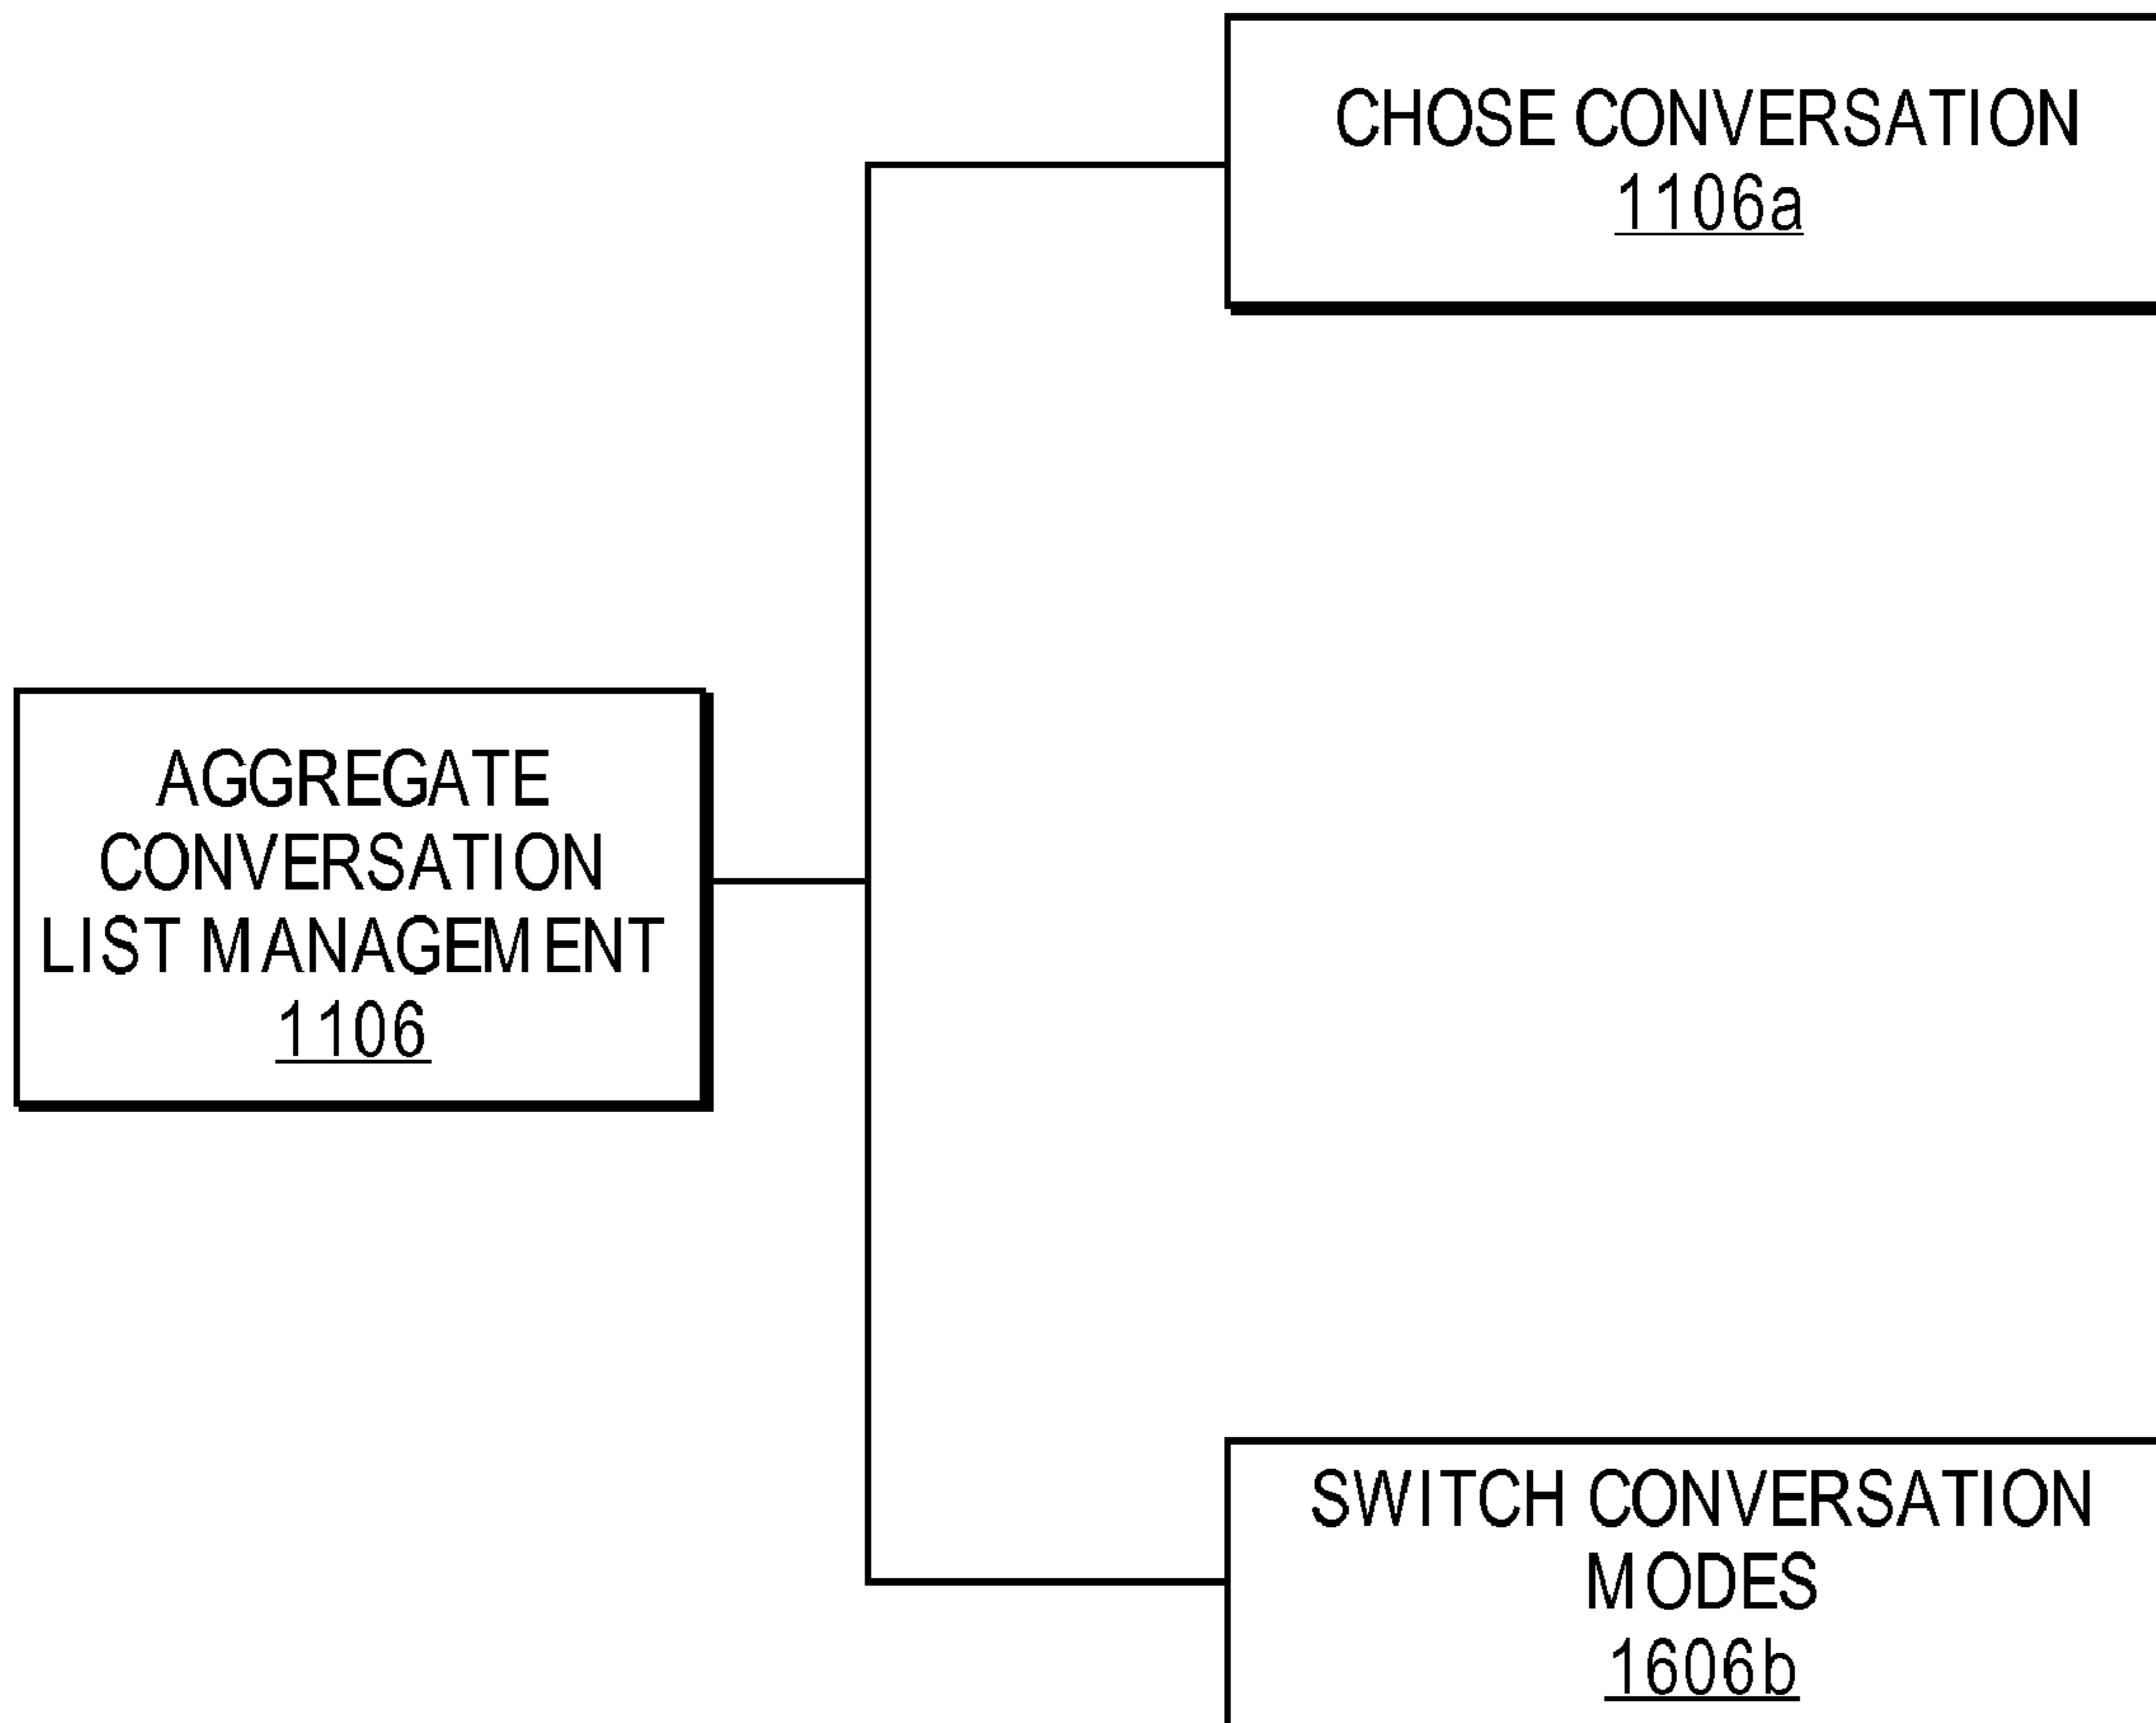 CHOSE CONVERSATION
1106a
AGGREGATE
CONVERSATION
LIST MANAGEMENT
1106
SWITCH CONVERSATION
MODES
1606b